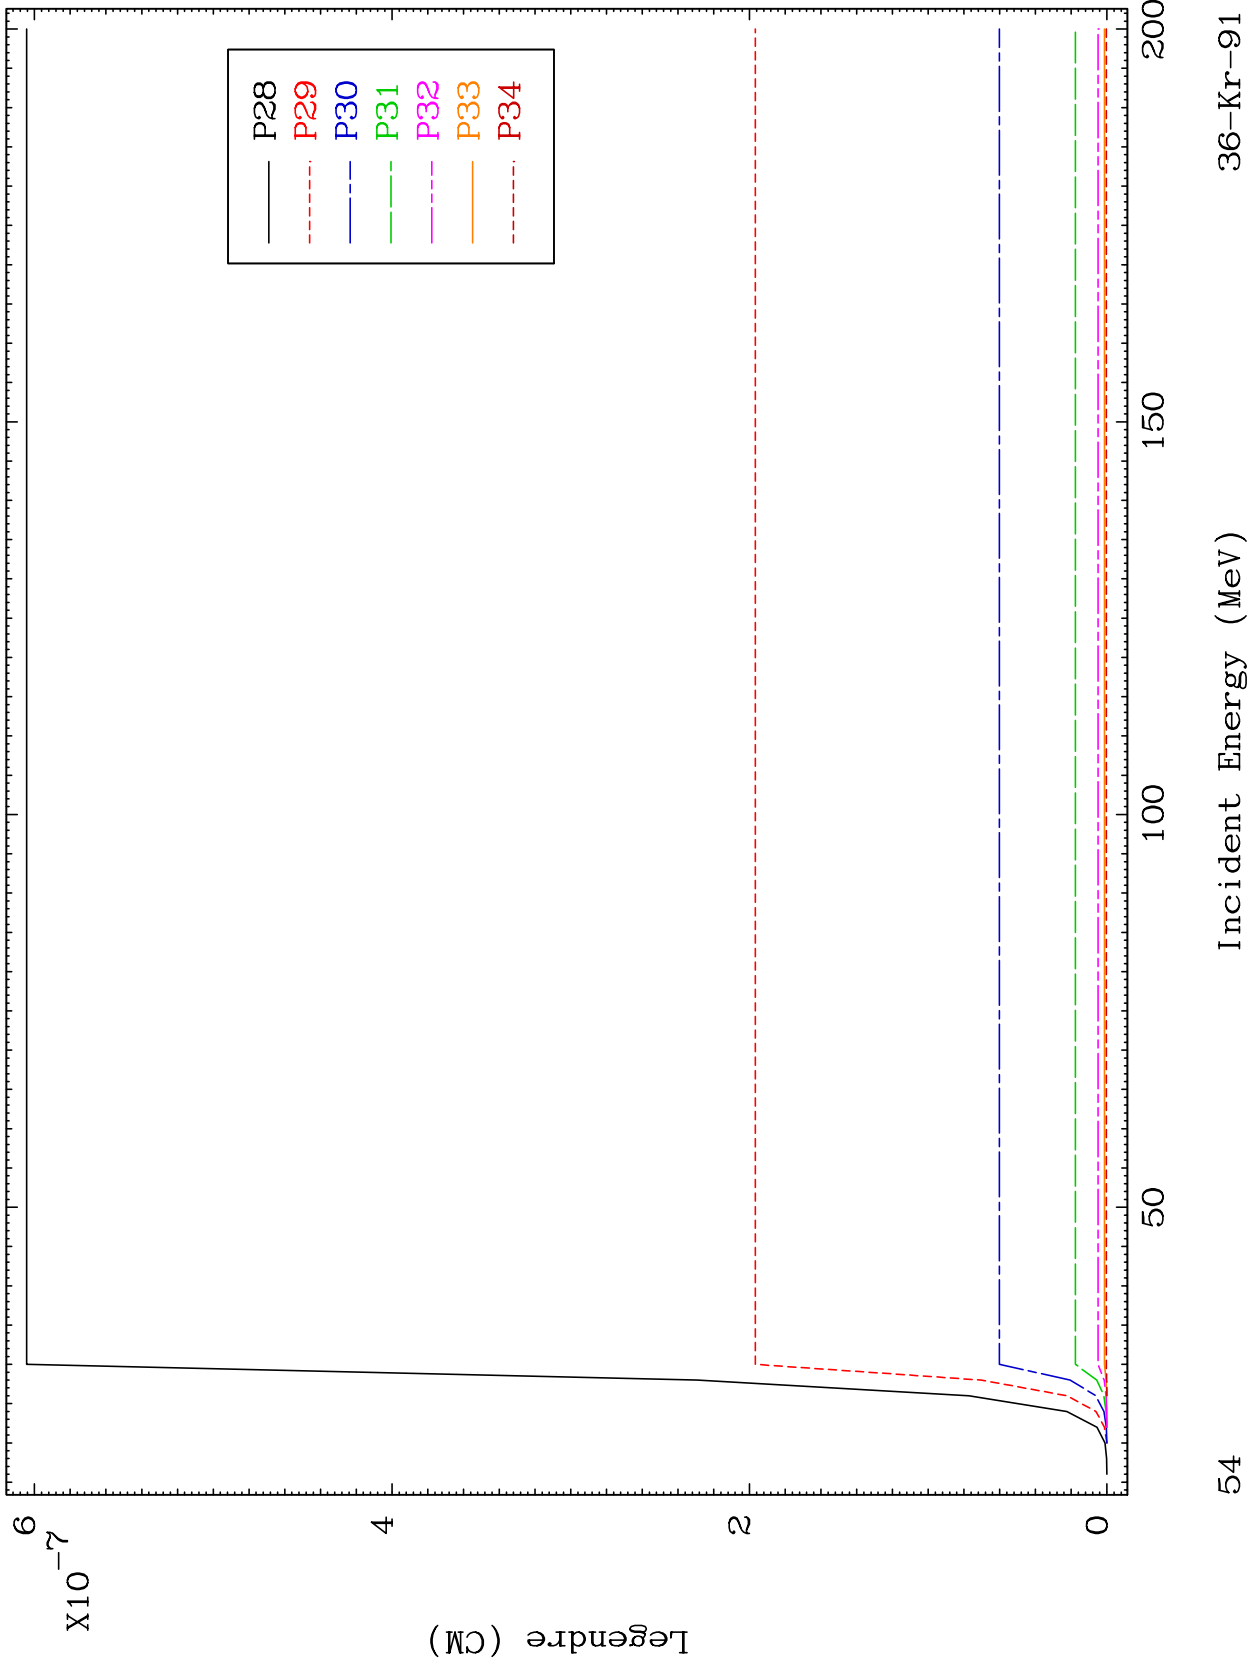 X10-7
6
4
2
0
Legendre (CM)
P28
P29
P30
P31
P32
P33
P34
50
100
150
200
Incident Energy (MeV)
54
36-Kr-91